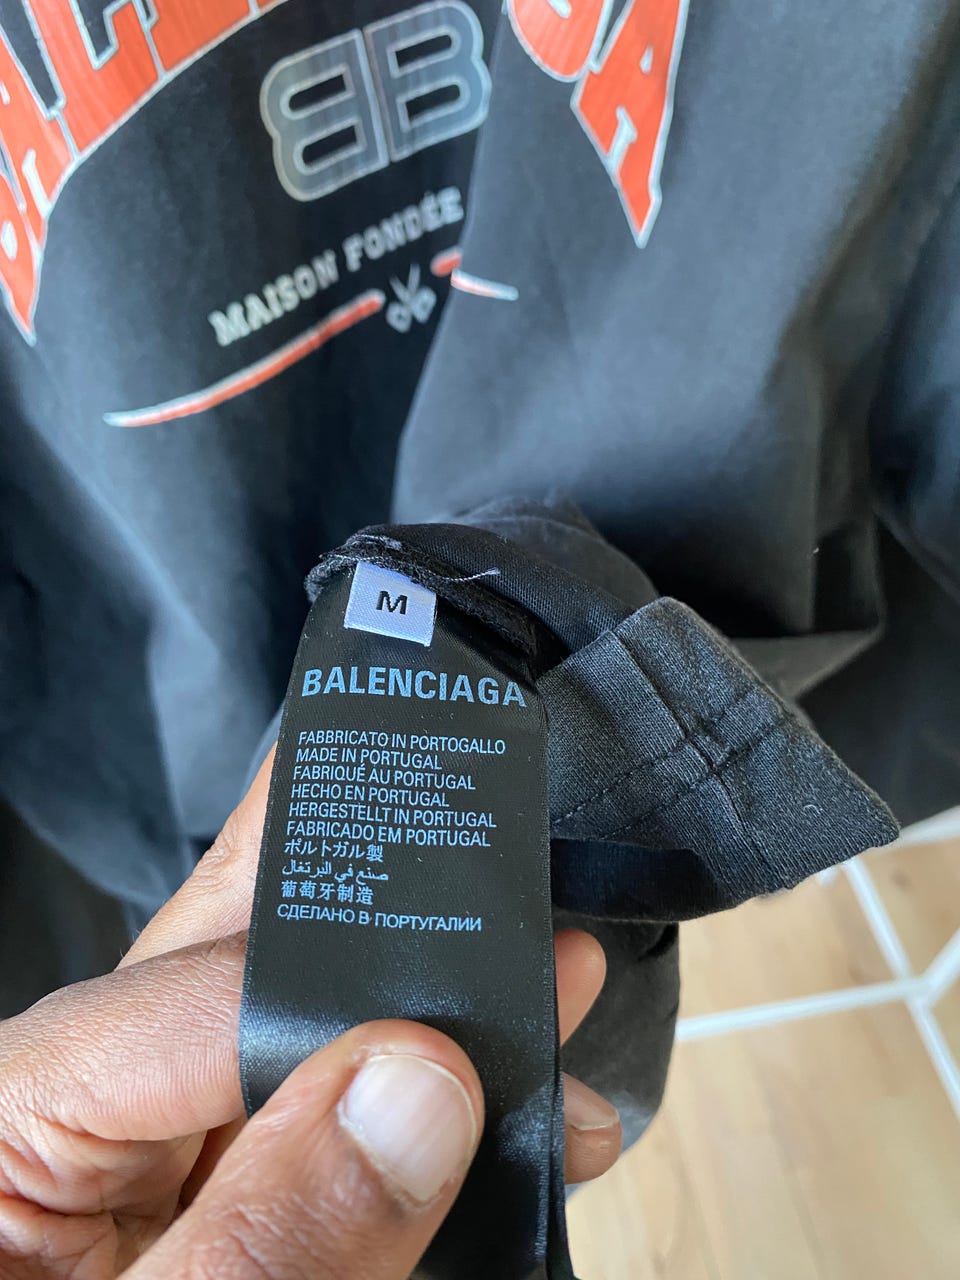 BB
MAISON FONDÉE
M
BALENCIAGA
FABBRICATO IN PORTOGALLO
MADE IN PORTUGAL
FABRIQUÉ AU PORTUGAL
HECHO EN PORTUGAL
HERGESTELLT IN PORTUGAL
FABRICADO EM PORTUGAL
ポルトガル製
صنع في البرتغال
葡萄牙制造
СДЕЛАНО В ПОРТУГАЛИИ